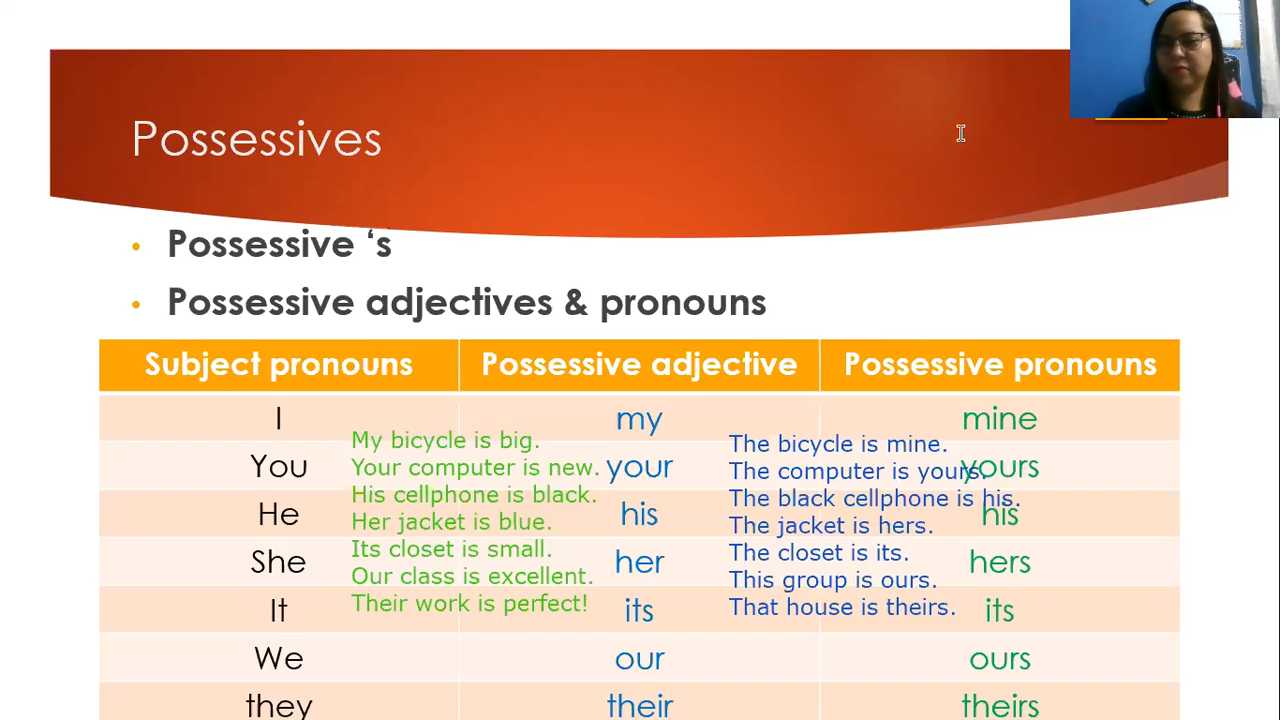 Possessives
• Possessive ‘s
• Possessive adjectives & pronouns
Subject pronouns Possessive adjective Possessive pronouns
I my mine
You your yours
He his his
She her hers
It its its
We our ours
they their theirs
My bicycle is big.
Your computer is new.
His cellphone is black.
Her jacket is blue.
Its closet is small.
Our class is excellent.
Their work is perfect!
The bicycle is mine.
The computer is yours.
The black cellphone is his.
The jacket is hers.
The closet is its.
This group is ours.
That house is theirs.